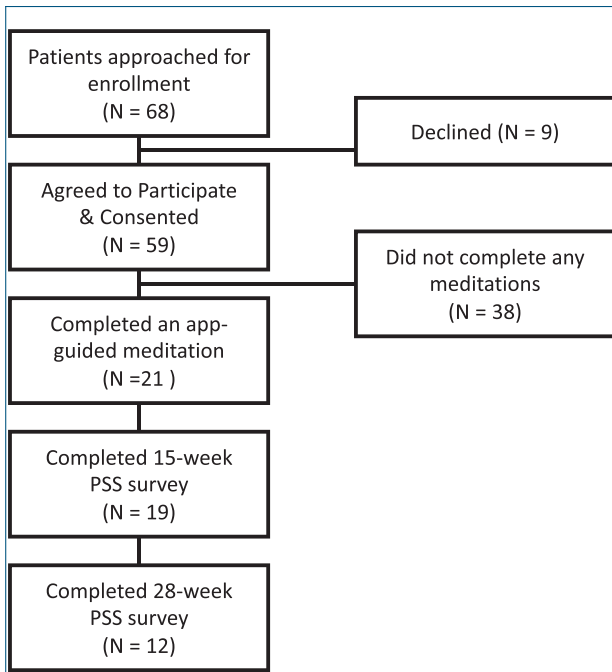 Patients approached for
enrollment
(N = 68)
Declined (N = 9)
Agreed to Participate
& Consented
(N = 59)
Did not complete any
meditations
(N = 38)
Completed an app-
guided meditation
(N =21 )
Completed 15-week
PSS survey
(N = 19)
Completed 28-week
PSS survey
(N = 12)